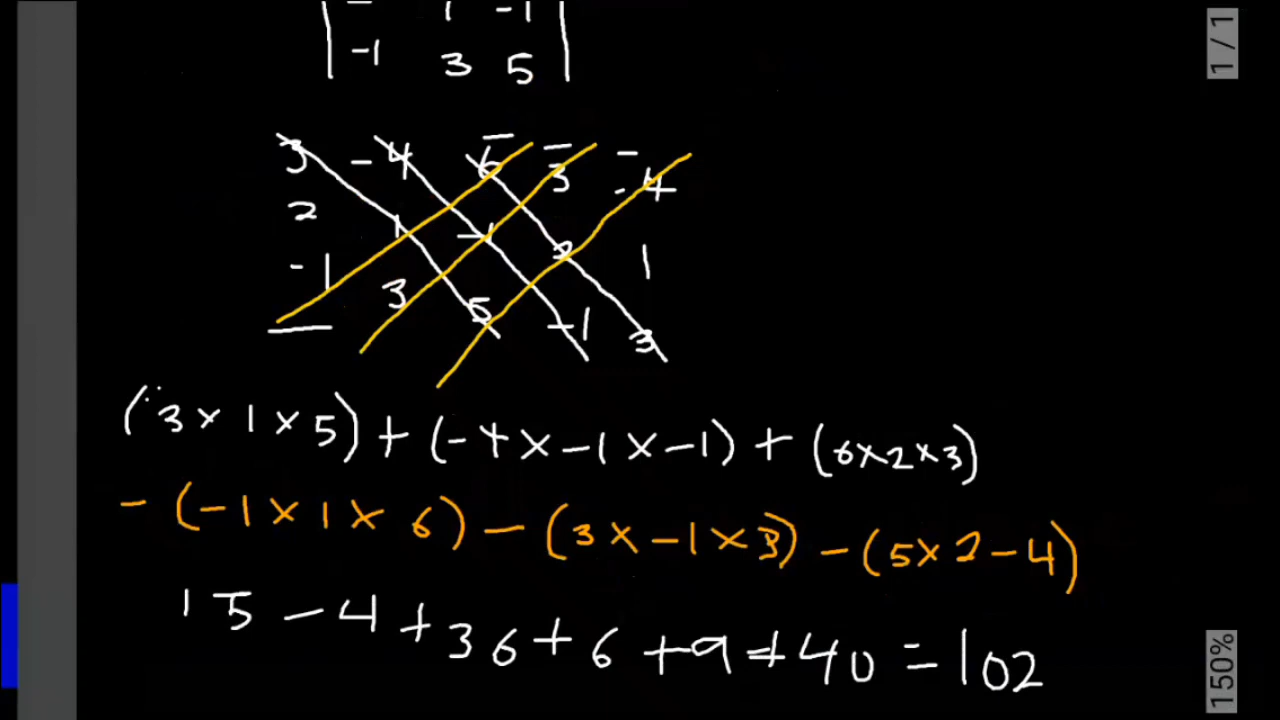 1 -1
-1 3 5
3 -4 6 3 -4
2 1 -1 2 1
-1 3 5 -1 3
(3 × 1 × 5) + (-4 × -1 × -1) + (6×2×3)
- (-1 × 1 × 6) - (3 × -1 × 3) - (5 × 2 - 4)
15 - 4 + 36 + 6 + 9 + 40 = 102
1 / 1
150%